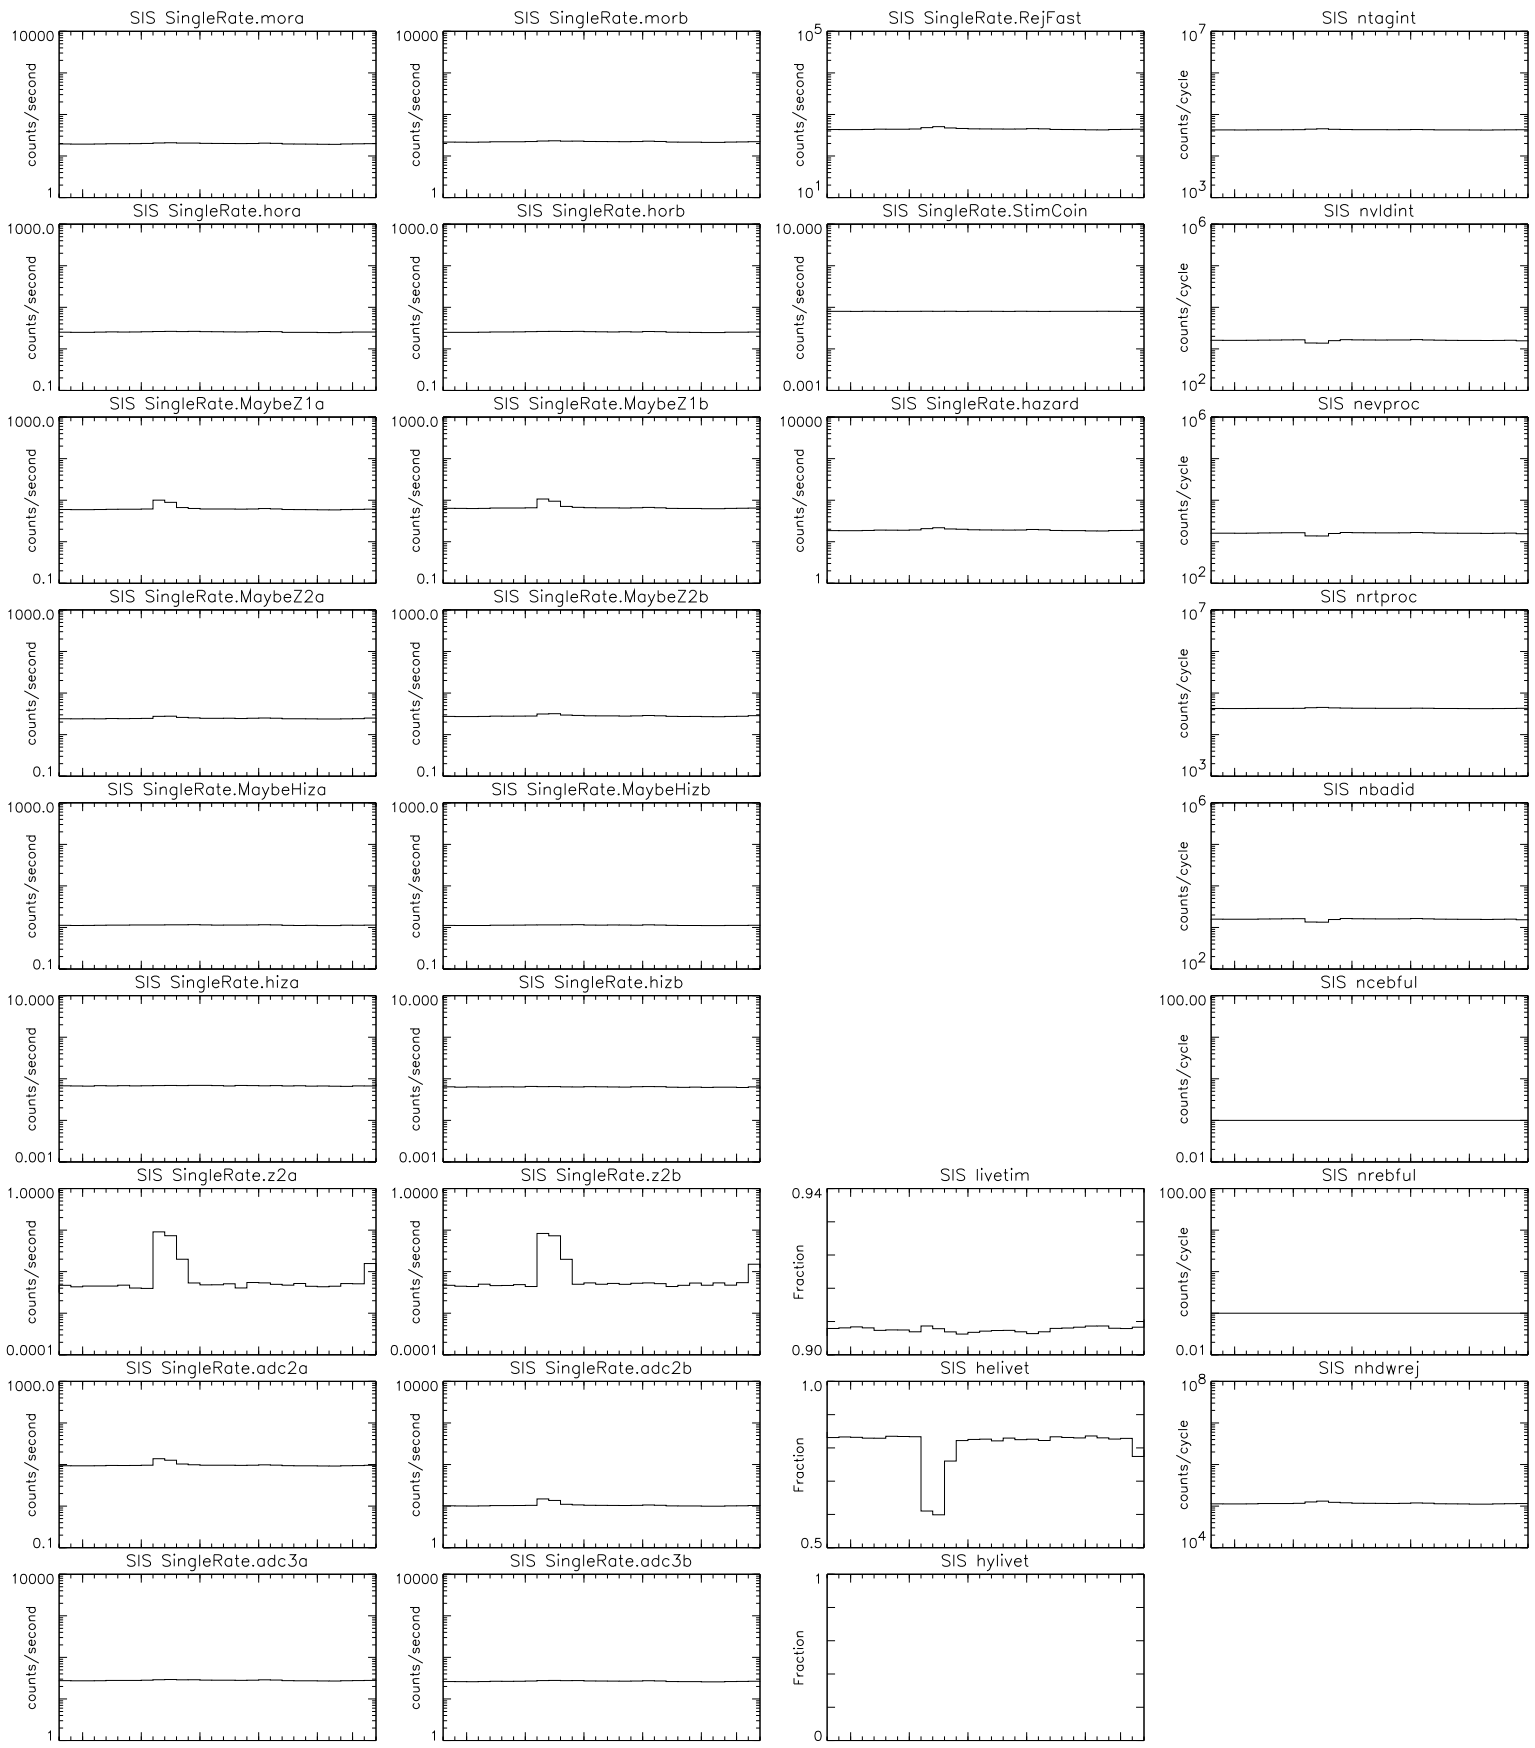 SIS SingleRate.mora
10000
counts/second
1
SIS SingleRate.morb
10000
counts/second
1
SIS SingleRate.RejFast
10^5
counts/second
10^1
SIS ntagint
10^7
counts/cycle
10^3
SIS SingleRate.hora
1000.0
counts/second
0.1
SIS SingleRate.horb
1000.0
counts/second
0.1
SIS SingleRate.StimCoin
10.000
counts/second
0.001
SIS nvldint
10^6
counts/cycle
10^2
SIS SingleRate.MaybeZ1a
1000.0
counts/second
0.1
SIS SingleRate.MaybeZ1b
1000.0
counts/second
0.1
SIS SingleRate.hazard
10000
counts/second
1
SIS nevproc
10^6
counts/cycle
10^2
SIS SingleRate.MaybeZ2a
1000.0
counts/second
0.1
SIS SingleRate.MaybeZ2b
1000.0
counts/second
0.1
SIS nrtproc
10^7
counts/cycle
10^3
SIS SingleRate.MaybeHiza
1000.0
counts/second
0.1
SIS SingleRate.MaybeHizb
1000.0
counts/second
0.1
SIS nbadid
10^6
counts/cycle
10^2
SIS SingleRate.hiza
10.000
counts/second
0.001
SIS SingleRate.hizb
10.000
counts/second
0.001
SIS ncebful
100.00
counts/cycle
0.01
SIS SingleRate.z2a
1.0000
counts/second
0.0001
SIS SingleRate.z2b
1.0000
counts/second
0.0001
SIS livetim
0.94
Fraction
0.90
SIS nrebful
100.00
counts/cycle
0.01
SIS SingleRate.adc2a
1000.0
counts/second
0.1
SIS SingleRate.adc2b
10000
counts/second
1
SIS helivet
1.0
Fraction
0.5
SIS nhdwrej
10^8
counts/cycle
10^4
SIS SingleRate.adc3a
10000
counts/second
1
SIS SingleRate.adc3b
10000
counts/second
1
SIS hylivet
1
Fraction
0